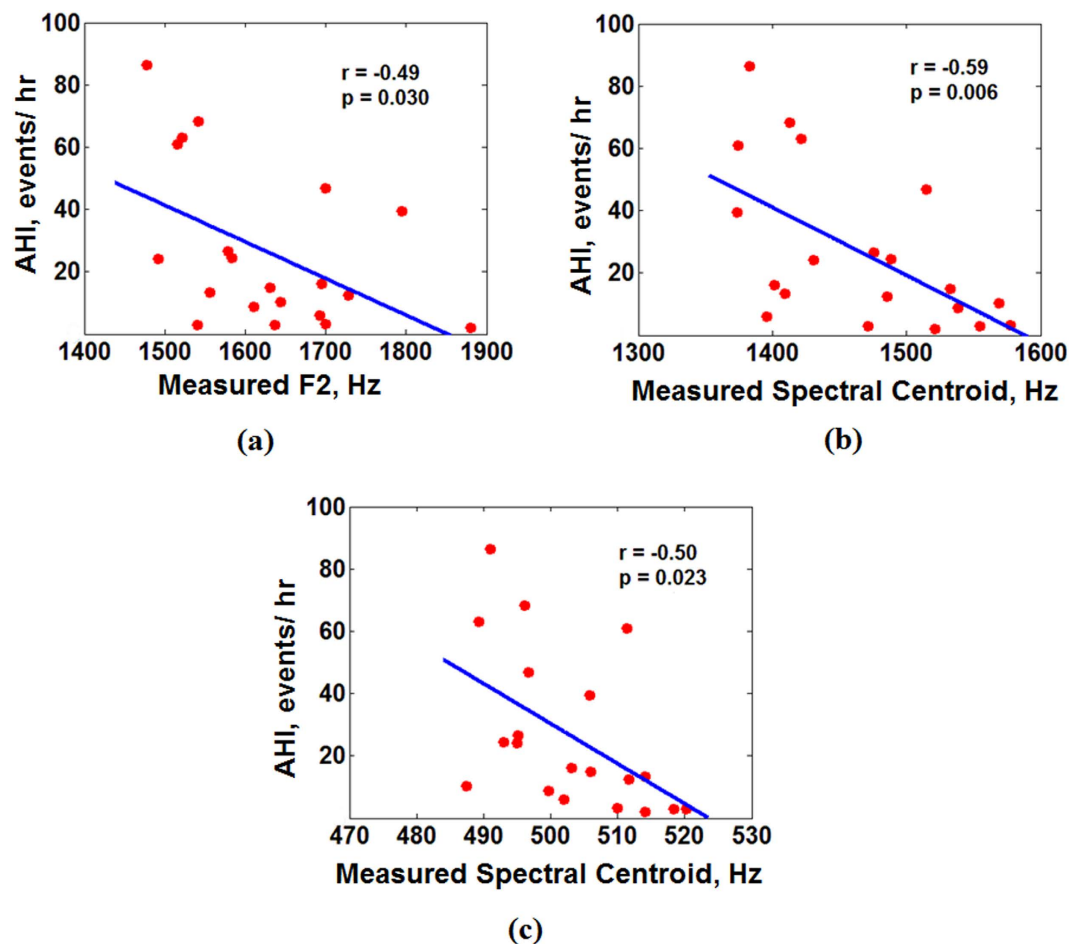 100
80
60
40
20
AHI, events/ hr
r = -0.49
p = 0.030
1400 1500 1600 1700 1800 1900
Measured F2, Hz
(a)
100
80
60
40
20
AHI, events/ hr
r = -0.59
p = 0.006
1300 1400 1500 1600
Measured Spectral Centroid, Hz
(b)
100
80
60
40
20
AHI, events/ hr
r = -0.50
p = 0.023
470 480 490 500 510 520 530
Measured Spectral Centroid, Hz
(c)